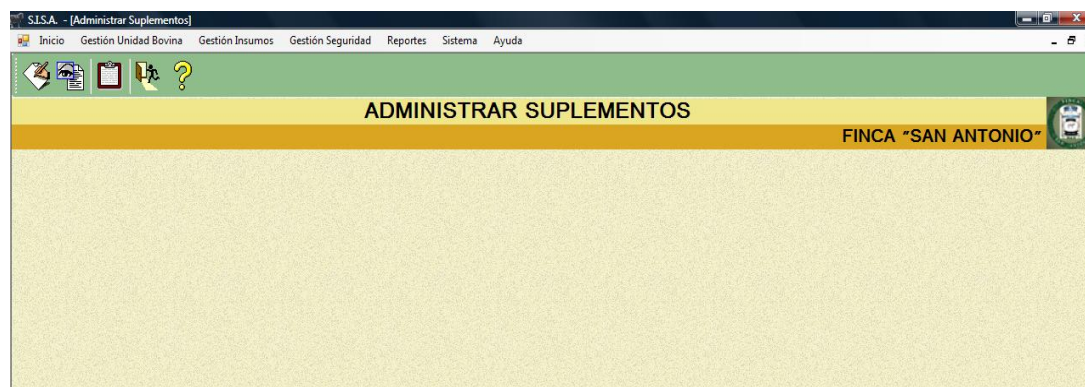 S.I.S.A. - [Administrar Suplementos]
Inicio Gestión Unidad Bovina Gestión Insumos Gestión Seguridad Reportes Sistema Ayuda
ADMINISTRAR SUPLEMENTOS
FINCA "SAN ANTONIO"